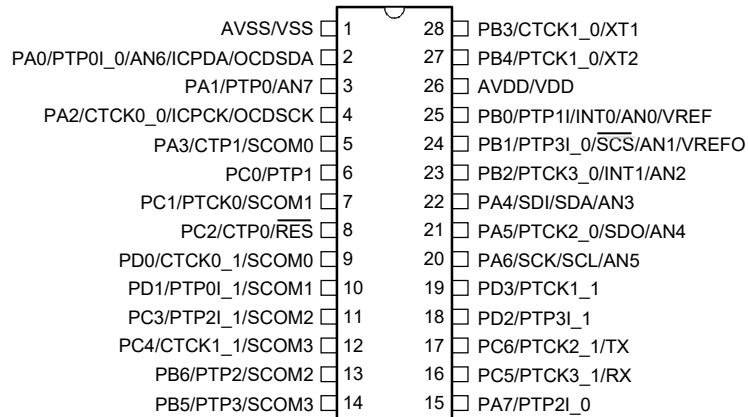 AVSS/VSS 1 28 PB3/CTCK1_0/XT1
PA0/PTP0I_0/AN6/ICPDA/OCDSDA 2 27 PB4/PTCK1_0/XT2
PA1/PTP0/AN7 3 26 AVDD/VDD
PA2/CTCK0_0/ICPCK/OCDSCK 4 25 PB0/PTP1I/INT0/AN0/VREF
PA3/CTP1/SCOM0 5 24 PB1/PTP3I_0/S̅C̅S̅/AN1/VREFO
PC0/PTP1 6 23 PB2/PTCK3_0/INT1/AN2
PC1/PTCK0/SCOM1 7 22 PA4/SDI/SDA/AN3
PC2/CTP0/R̅E̅S̅ 8 21 PA5/PTCK2_0/SDO/AN4
PD0/CTCK0_1/SCOM0 9 20 PA6/SCK/SCL/AN5
PD1/PTP0I_1/SCOM1 10 19 PD3/PTCK1_1
PC3/PTP2I_1/SCOM2 11 18 PD2/PTP3I_1
PC4/CTCK1_1/SCOM3 12 17 PC6/PTCK2_1/TX
PB6/PTP2/SCOM2 13 16 PC5/PTCK3_1/RX
PB5/PTP3/SCOM3 14 15 PA7/PTP2I_0